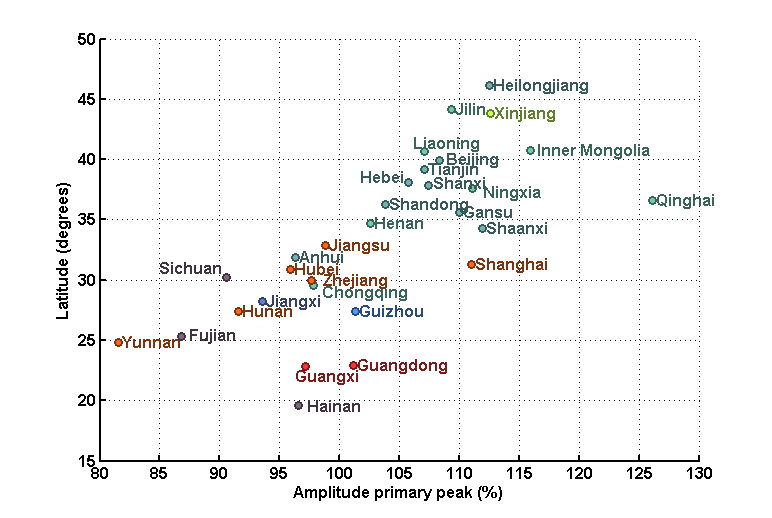 50
Heilongjiang
45
Jilin
Xinjiang
Liaoning
Inner Mongolia
40
Beijing
Tianjin
Hebei
Shanxi
Ningxia
Qinghai
Shandong
Gansu
35
Henan
Shaanxi
Jiangsu
Anhui
Shanghai
Sichuan
Hubei
30
Zhejiang
Chongqing
Jiangxi
Hunan
Guizhou
Fujian
25
Yunnan
Guangdong
Guangxi
20
Hainan
15
Latitude (degrees)
80 85 90 95 100 105 110 115 120 125 130
Amplitude primary peak (%)